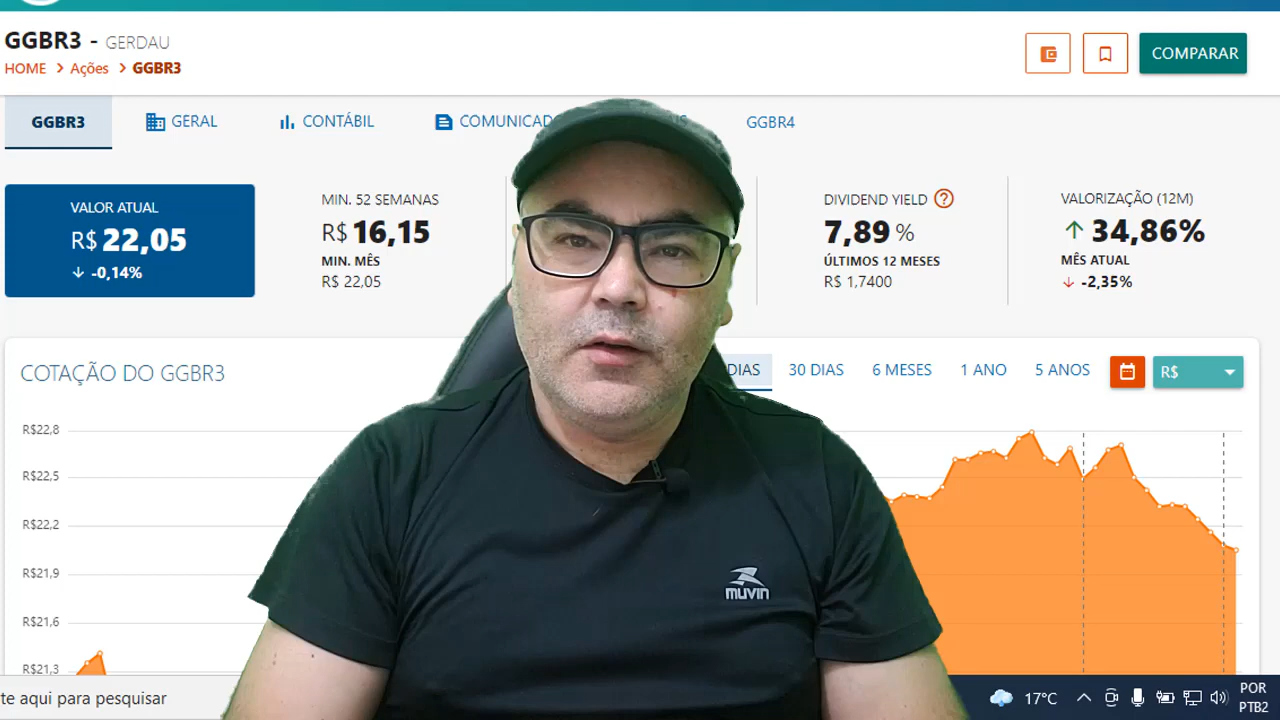 GGBR3 - GERDAU
HOME > Ações > GGBR3
COMPARAR
GGBR3
GERAL
CONTÁBIL
GGBR4
VALOR ATUAL
R$ 22,05
-0,14%
MIN. 52 SEMANAS
R$ 16,15
MIN. MÊS
R$ 22,05
DIVIDEND YIELD ?
7,89 %
ÚLTIMOS 12 MESES
R$ 1,7400
VALORIZAÇÃO (12M)
34,86%
MÊS ATUAL
-2,35%
COTAÇÃO DO GGBR3
DIAS
30 DIAS
6 MESES
1 ANO
5 ANOS
R$
R$22,8
R$22,5
R$22,2
R$21,9
R$21,6
R$21,3
MUVIN
te aqui para pesquisar
17°C
POR
PTB2